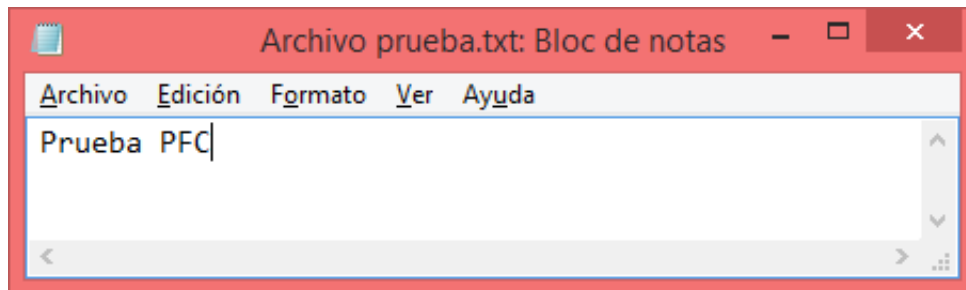 Archivo prueba.txt: Bloc de notas
Archivo Edición Formato Ver Ayuda
Prueba PFC